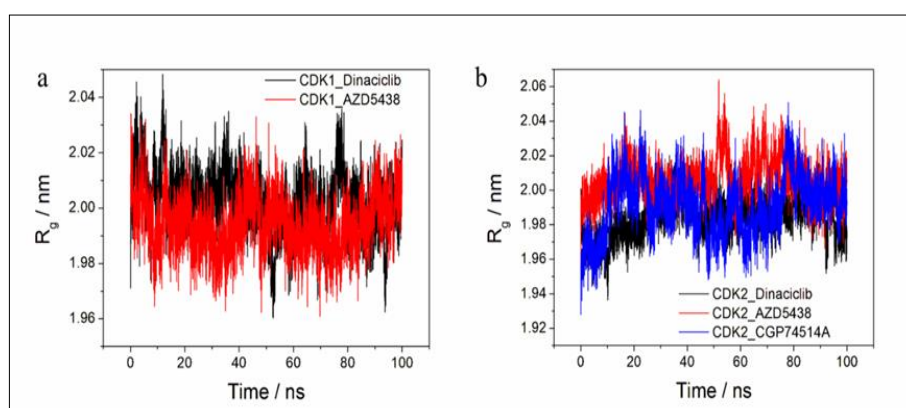 a
CDK1_Dinaciclib
CDK1_AZD5438
2.04
2.02
2.00
1.98
1.96
Rg / nm
0 20 40 60 80 100
Time / ns
b
2.06
2.04
2.02
2.00
1.98
1.96
1.94
1.92
Rg / nm
CDK2_Dinaciclib
CDK2_AZD5438
CDK2_CGP74514A
0 20 40 60 80 100
Time / ns